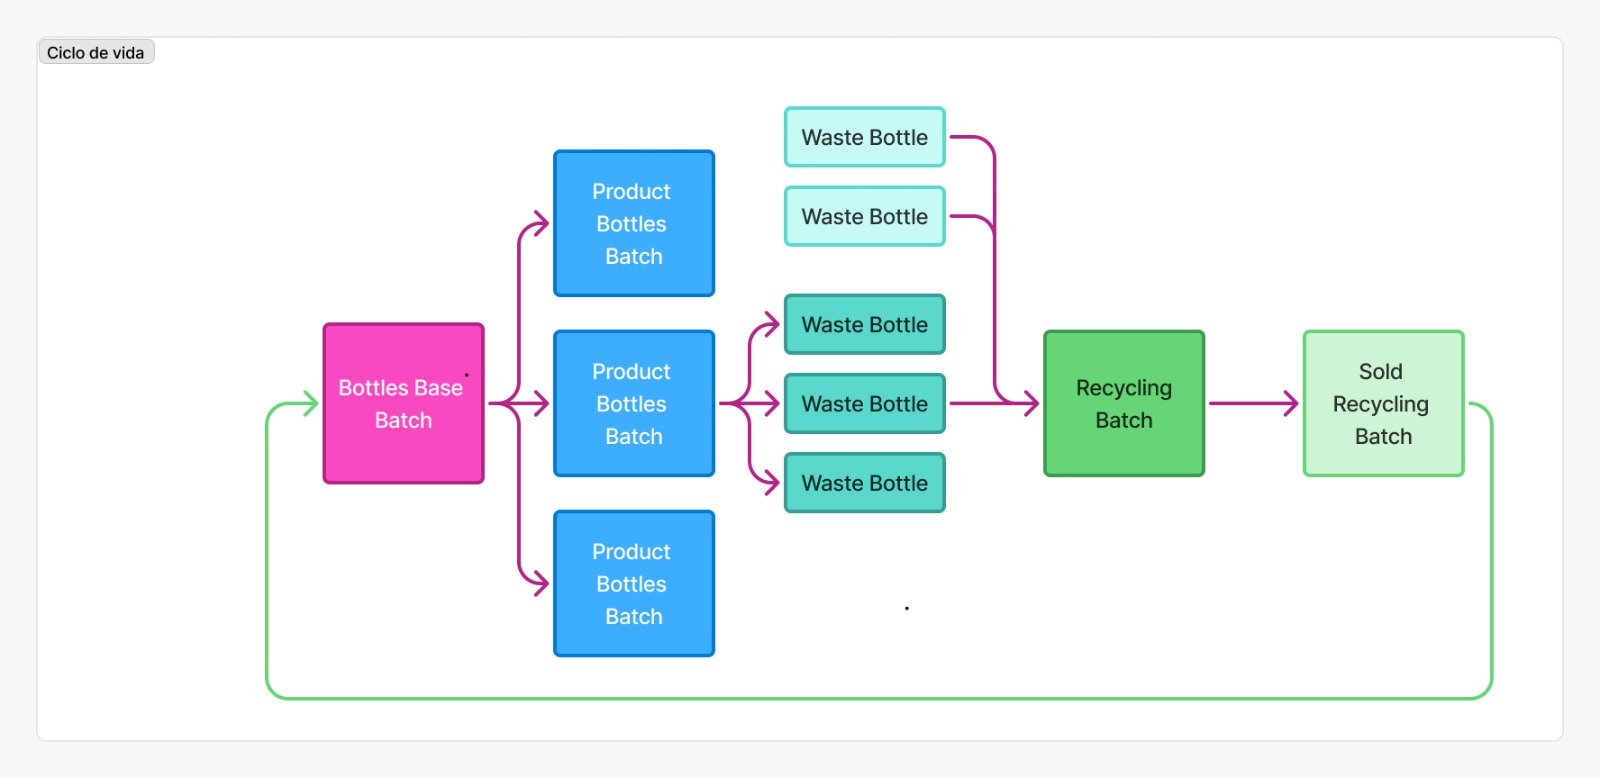 Ciclo de vida
Waste Bottle
Waste Bottle
Product
Bottles
Batch
Bottles Base
Batch
Product
Bottles
Batch
Product
Bottles
Batch
Waste Bottle
Waste Bottle
Waste Bottle
Recycling
Batch
Sold
Recycling
Batch